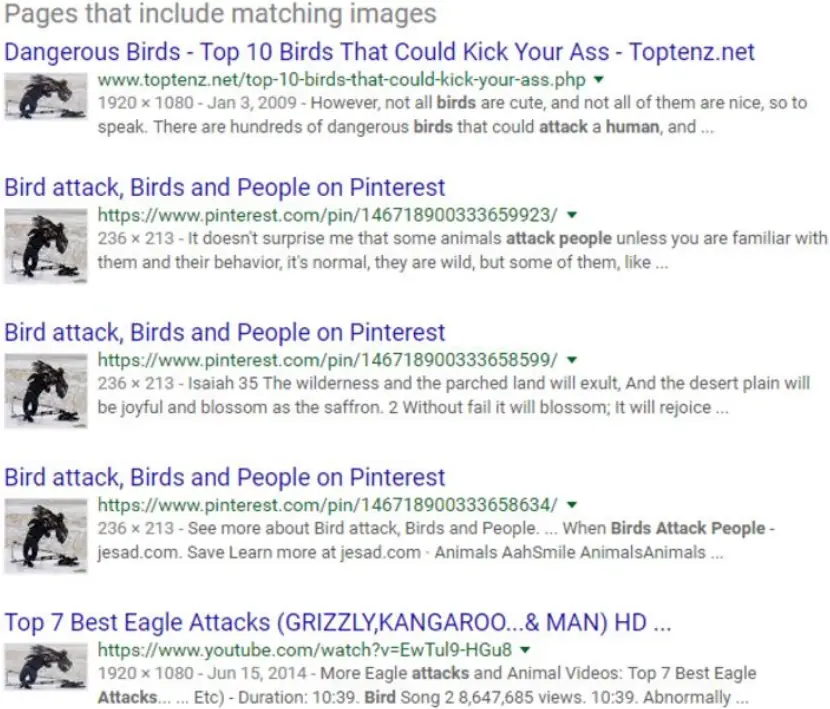 Pages that include matching images
Dangerous Birds - Top 10 Birds That Could Kick Your Ass - Toptenz.net
www.toptenz.net/top-10-birds-that-could-kick-your-ass.php
1920 × 1080 - Jan 3, 2009 - However, not all birds are cute, and not all of them are nice, so to
speak. There are hundreds of dangerous birds that could attack a human, and ...
Bird attack, Birds and People on Pinterest
https://www.pinterest.com/pin/146718900333659923/
236 × 213 - It doesn't surprise me that some animals attack people unless you are familiar with
them and their behavior, it's normal, they are wild, but some of them, like ...
Bird attack, Birds and People on Pinterest
https://www.pinterest.com/pin/146718900333658599/
236 × 213 - Isaiah 35 The wilderness and the parched land will exult, And the desert plain will
be joyful and blossom as the saffron. 2 Without fail it will blossom; It will rejoice ...
Bird attack, Birds and People on Pinterest
https://www.pinterest.com/pin/146718900333658634/
236 × 213 - See more about Bird attack, Birds and People. ... When Birds Attack People -
jesad.com. Save Learn more at jesad.com · Animals AahSmile AnimalsAnimals ...
Top 7 Best Eagle Attacks (GRIZZLY,KANGAROO...& MAN) HD ...
https://www.youtube.com/watch?v=EwTul9-HGu8
1920 × 1080 - Jun 15, 2014 - More Eagle attacks and Animal Videos: Top 7 Best Eagle
Attacks... ... Etc) - Duration: 10:39. Bird Song 2 8,647,685 views. 10:39. Abnormally ...